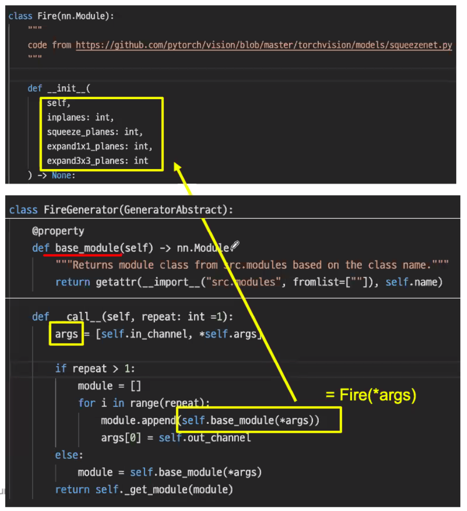 class Fire(nn.Module):
"""
code from https://github.com/pytorch/vision/blob/master/torchvision/models/squeezenet.py
"""
def __init__(
self,
inplanes: int,
squeeze_planes: int,
expand1x1_planes: int,
expand3x3_planes: int
) -> None:
class FireGenerator(GeneratorAbstract):
@property
def base_module(self) -> nn.Module:
"""Returns module class from src.modules based on the class name."""
return getattr(__import__("src.modules", fromlist=[""]), self.name)
def __call__(self, repeat: int =1):
args = [self.in_channel, *self.args]
if repeat > 1:
module = []
for i in range(repeat):
= Fire(*args)
module.append(self.base_module(*args))
args[0] = self.out_channel
else:
module = self.base_module(*args)
return self._get_module(module)